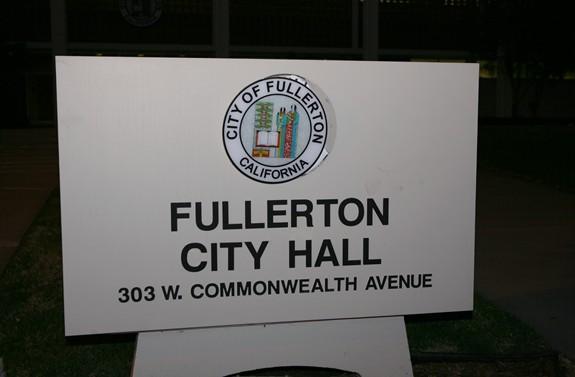 CITY OF FULLERTON
CALIFORNIA
FULLERTON
CITY HALL
303 W. COMMONWEALTH AVENUE